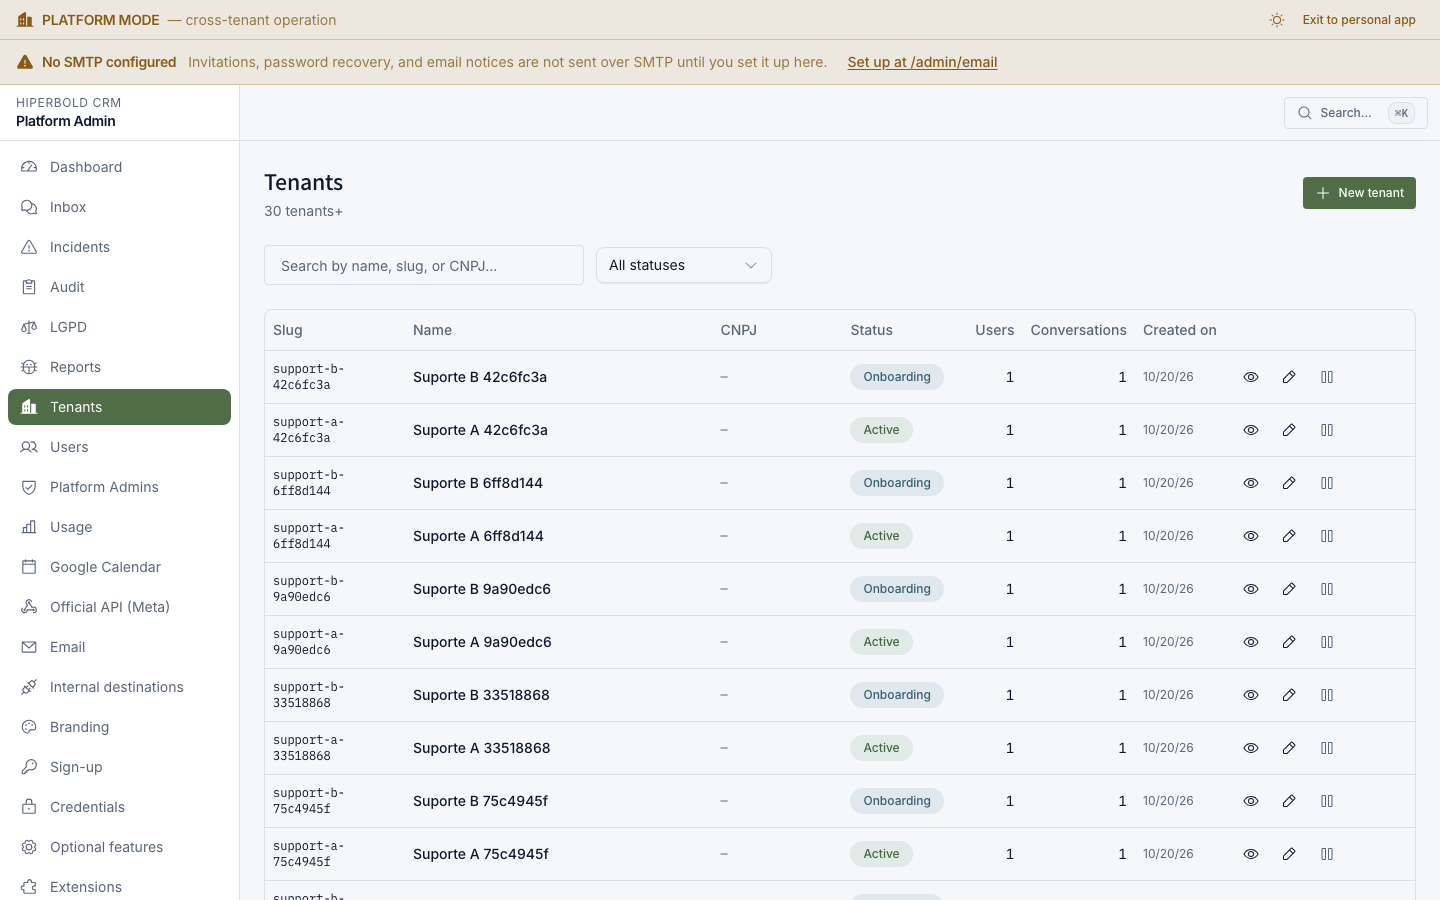 PLATFORM MODE — cross-tenant operation
Exit to personal app
No SMTP configured Invitations, password recovery, and email notices are not sent over SMTP until you set it up here. Set up at /admin/email
HIPERBOLD CRM
Platform Admin
Search... ⌘K
Dashboard
Inbox
Incidents
Audit
LGPD
Reports
Tenants
Users
Platform Admins
Usage
Google Calendar
Official API (Meta)
Email
Internal destinations
Branding
Sign-up
Credentials
Optional features
Extensions
Tenants
30 tenants+
New tenant
Search by name, slug, or CNPJ...
All statuses
Slug Name CNPJ Status Users Conversations Created on
support-b-
42c6fc3a
Suporte B 42c6fc3a — Onboarding 1 1 10/20/26
support-a-
42c6fc3a
Suporte A 42c6fc3a — Active 1 1 10/20/26
support-b-
6ff8d144
Suporte B 6ff8d144 — Onboarding 1 1 10/20/26
support-a-
6ff8d144
Suporte A 6ff8d144 — Active 1 1 10/20/26
support-b-
9a90edc6
Suporte B 9a90edc6 — Onboarding 1 1 10/20/26
support-a-
9a90edc6
Suporte A 9a90edc6 — Active 1 1 10/20/26
support-b-
33518868
Suporte B 33518868 — Onboarding 1 1 10/20/26
support-a-
33518868
Suporte A 33518868 — Active 1 1 10/20/26
support-b-
75c4945f
Suporte B 75c4945f — Onboarding 1 1 10/20/26
support-a-
75c4945f
Suporte A 75c4945f — Active 1 1 10/20/26
support-b-